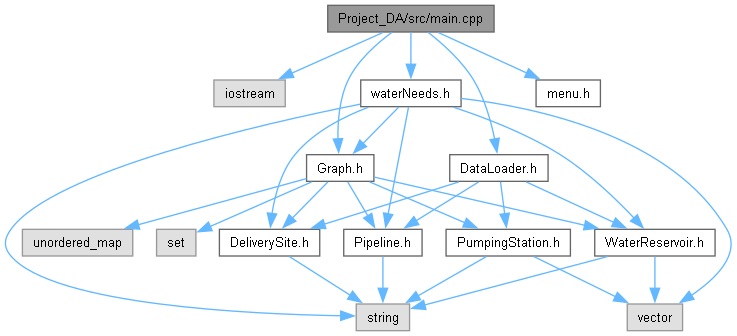 Project_DA/src/main.cpp
iostream
waterNeeds.h
menu.h
Graph.h
DataLoader.h
unordered_map
set
DeliverySite.h
Pipeline.h
PumpingStation.h
WaterReservoir.h
string
vector